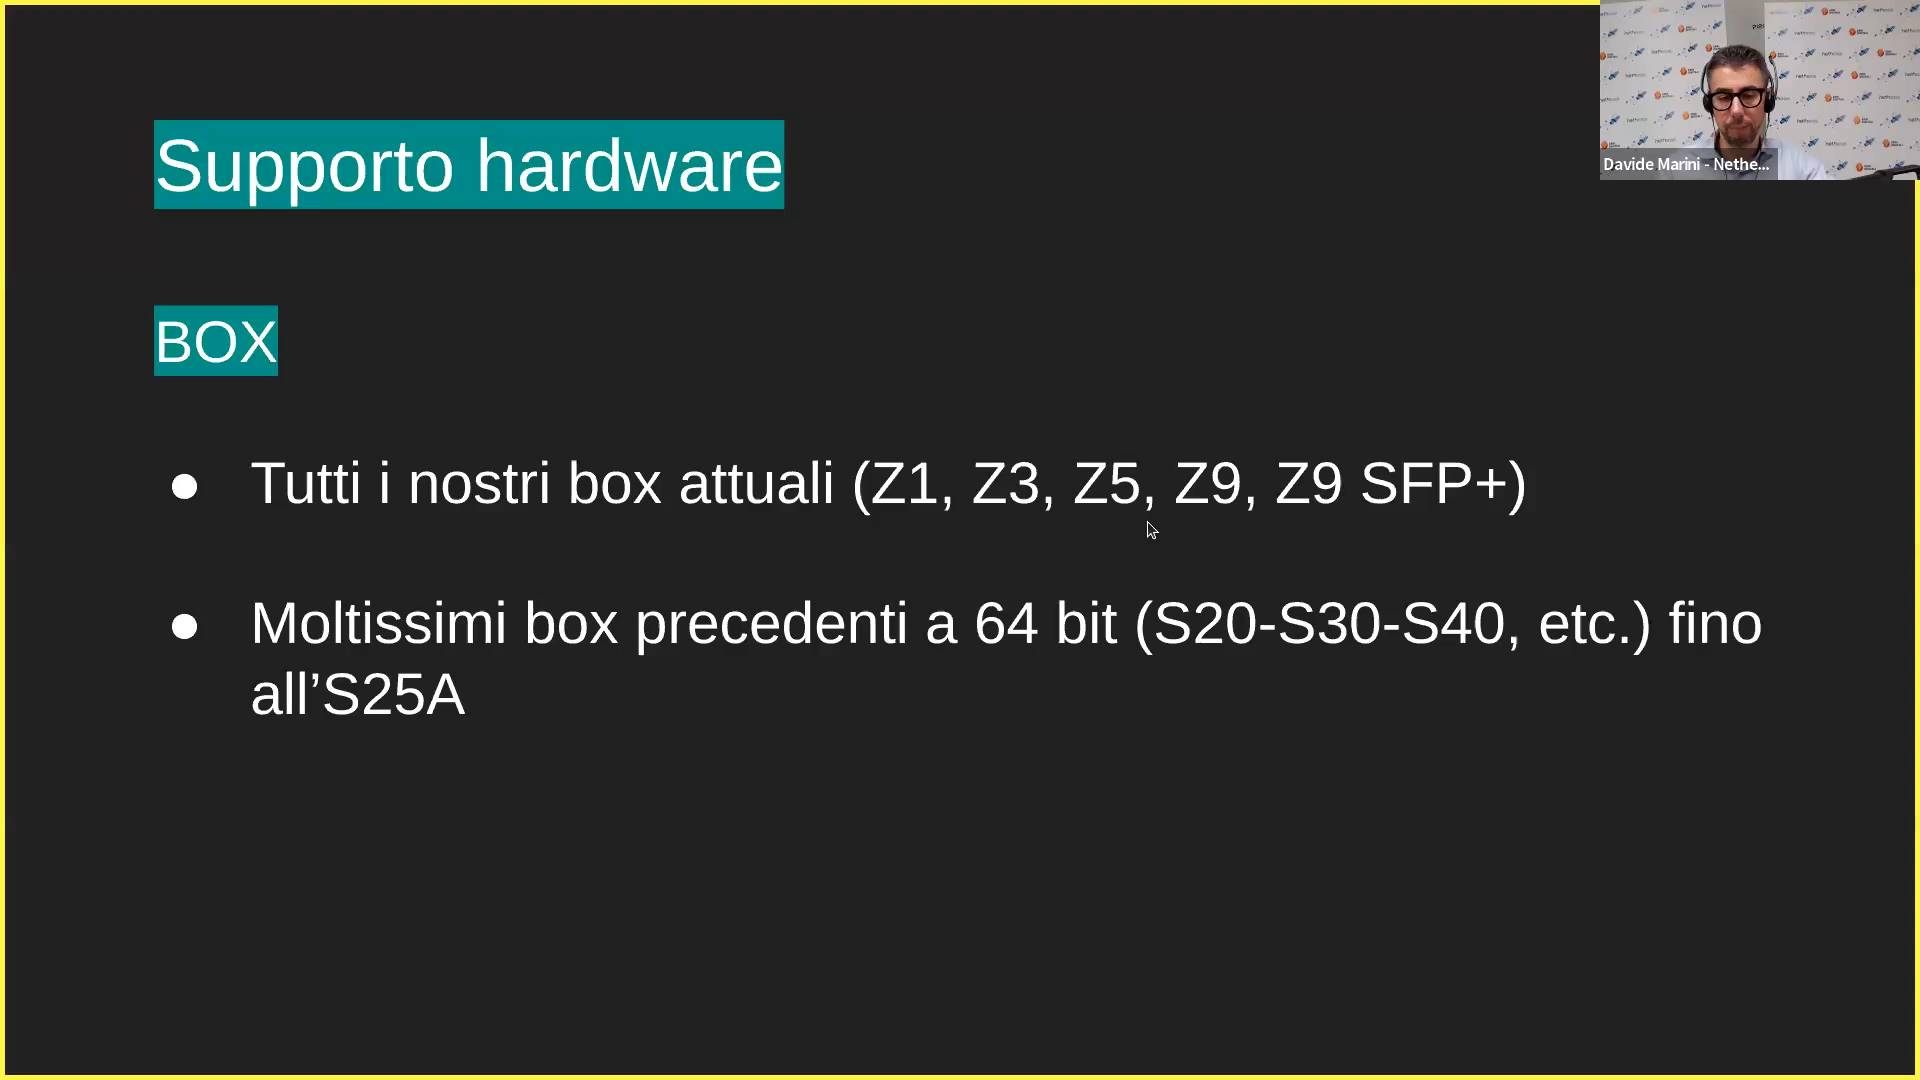 Supporto hardware
BOX
● Tutti i nostri box attuali (Z1, Z3, Z5, Z9, Z9 SFP+)
● Moltissimi box precedenti a 64 bit (S20-S30-S40, etc.) fino
all’S25A
Davide Marini - Nethe...